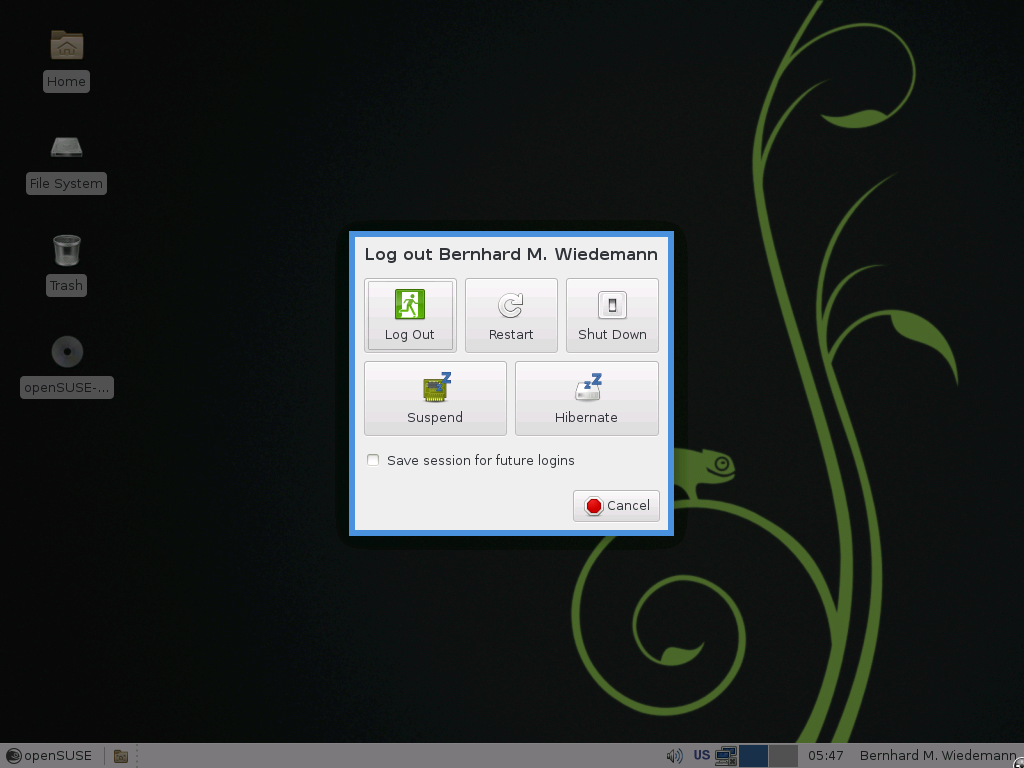 Home
File System
Trash
openSUSE-...
Log out Bernhard M. Wiedemann
Log Out
Restart
Shut Down
Suspend
Hibernate
Save session for future logins
Cancel
openSUSE
US
05:47
Bernhard M. Wiedemann